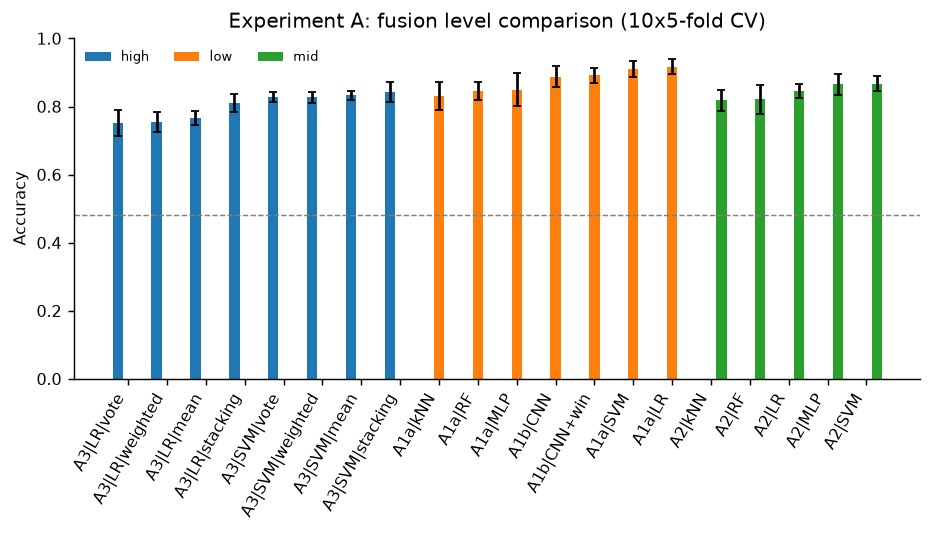 Experiment A: fusion level comparison (10x5-fold CV)
high low mid
Accuracy
1.0
0.8
0.6
0.4
0.2
0.0
A3|LR|vote
A3|LR|weighted
A3|LR|mean
A3|LR|stacking
A3|SVM|vote
A3|SVM|weighted
A3|SVM|mean
A3|SVM|stacking
A1a|kNN
A1a|RF
A1a|MLP
A1b|CNN
A1b|CNN+win
A1a|SVM
A1a|LR
A2|kNN
A2|RF
A2|LR
A2|MLP
A2|SVM